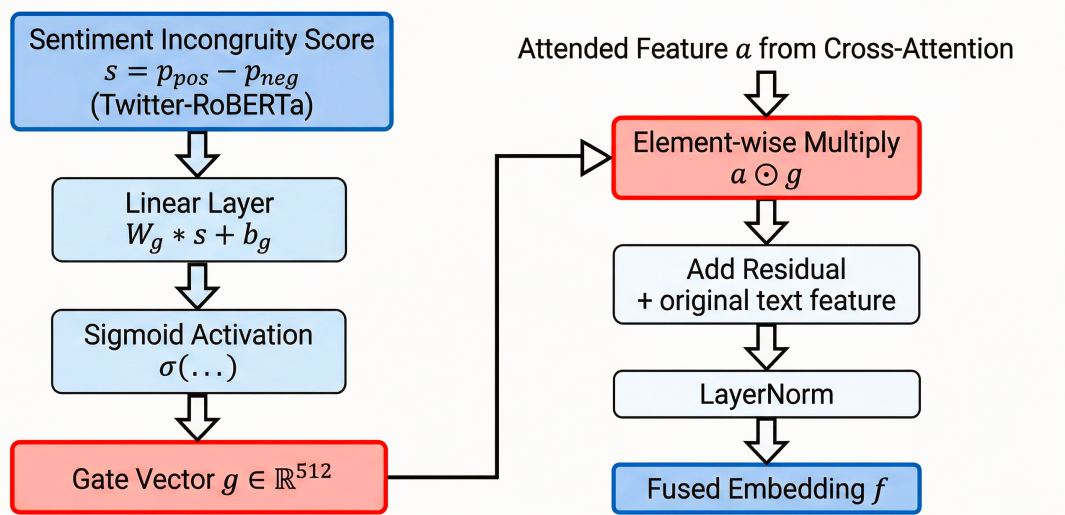 Sentiment Incongruity Score
s = p_pos − p_neg
(Twitter-RoBERTa)
Linear Layer
W_g ∗ s + b_g
Sigmoid Activation
σ(...)
Gate Vector g ∈ ℝ^512
Attended Feature a from Cross-Attention
Element-wise Multiply
a ⊙ g
Add Residual
+ original text feature
LayerNorm
Fused Embedding f